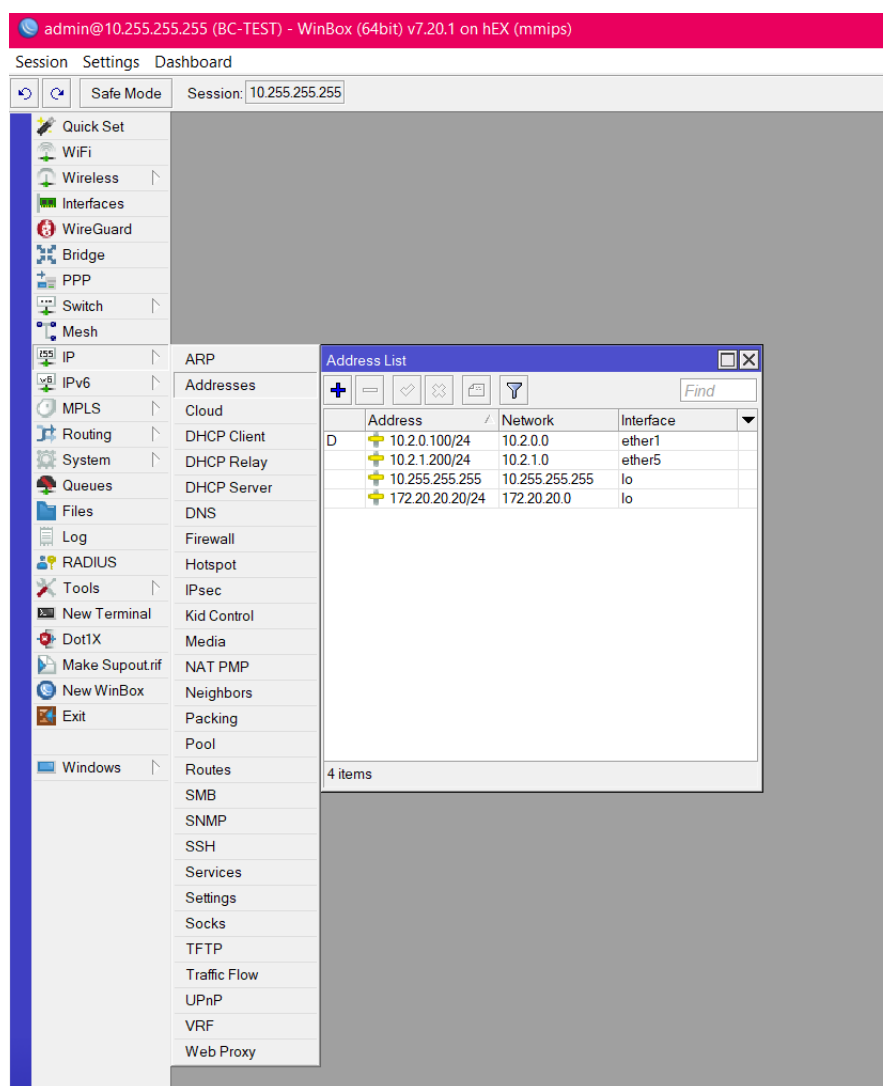 admin@10.255.255.255 (BC-TEST) - WinBox (64bit) v7.20.1 on hEX (mmips)
Session Settings Dashboard
Safe Mode Session: 10.255.255.255
Quick Set
WiFi
Wireless
Interfaces
WireGuard
Bridge
PPP
Switch
Mesh
IP
IPv6
MPLS
Routing
System
Queues
Files
Log
RADIUS
Tools
New Terminal
Dot1X
Make Supout.rif
New WinBox
Exit
Windows
ARP
Addresses
Cloud
DHCP Client
DHCP Relay
DHCP Server
DNS
Firewall
Hotspot
IPsec
Kid Control
Media
NAT PMP
Neighbors
Packing
Pool
Routes
SMB
SNMP
SSH
Services
Settings
Socks
TFTP
Traffic Flow
UPnP
VRF
Web Proxy
Address List
Find
Address Network Interface
D 10.2.0.100/24 10.2.0.0 ether1
10.2.1.200/24 10.2.1.0 ether5
10.255.255.255 10.255.255.255 lo
172.20.20.20/24 172.20.20.0 lo
4 items